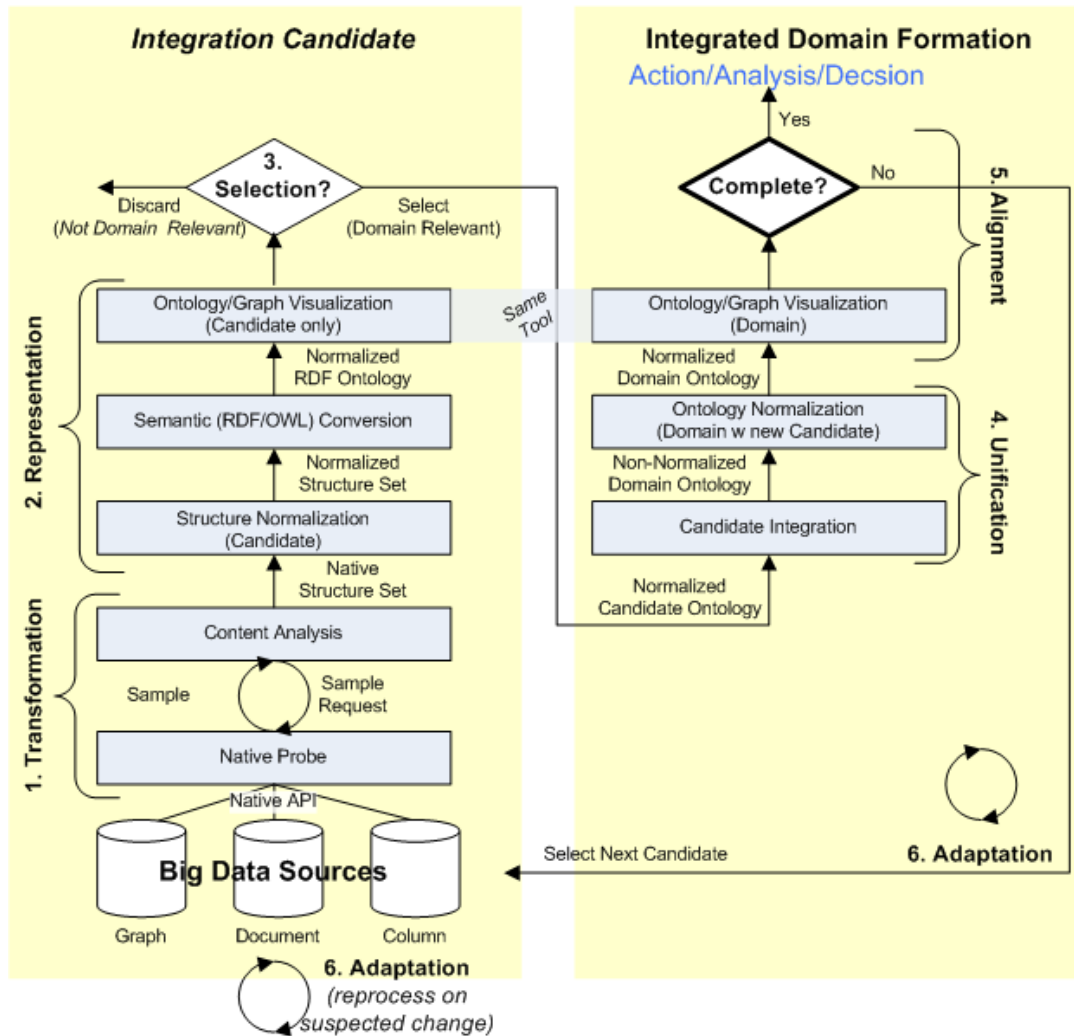 Integration Candidate
3.
Selection?
Discard
(Not Domain Relevant)
Select
(Domain Relevant)
2. Representation
Ontology/Graph Visualization
(Candidate only)
Normalized
RDF Ontology
Semantic (RDF/OWL) Conversion
Normalized
Structure Set
Structure Normalization
(Candidate)
Native
Structure Set
1. Transformation
Content Analysis
Sample
Sample
Request
Native Probe
Native API
Big Data Sources
Graph
Document
Column
6. Adaptation
(reprocess on
suspected change)
Same
Tool
Integrated Domain Formation
Action/Analysis/Decsion
Yes
Complete?
No
5. Alignment
Ontology/Graph Visualization
(Domain)
Normalized
Domain Ontology
Ontology Normalization
(Domain w new Candidate)
4. Unification
Non-Normalized
Domain Ontology
Candidate Integration
Normalized
Candidate Ontology
Select Next Candidate
6. Adaptation